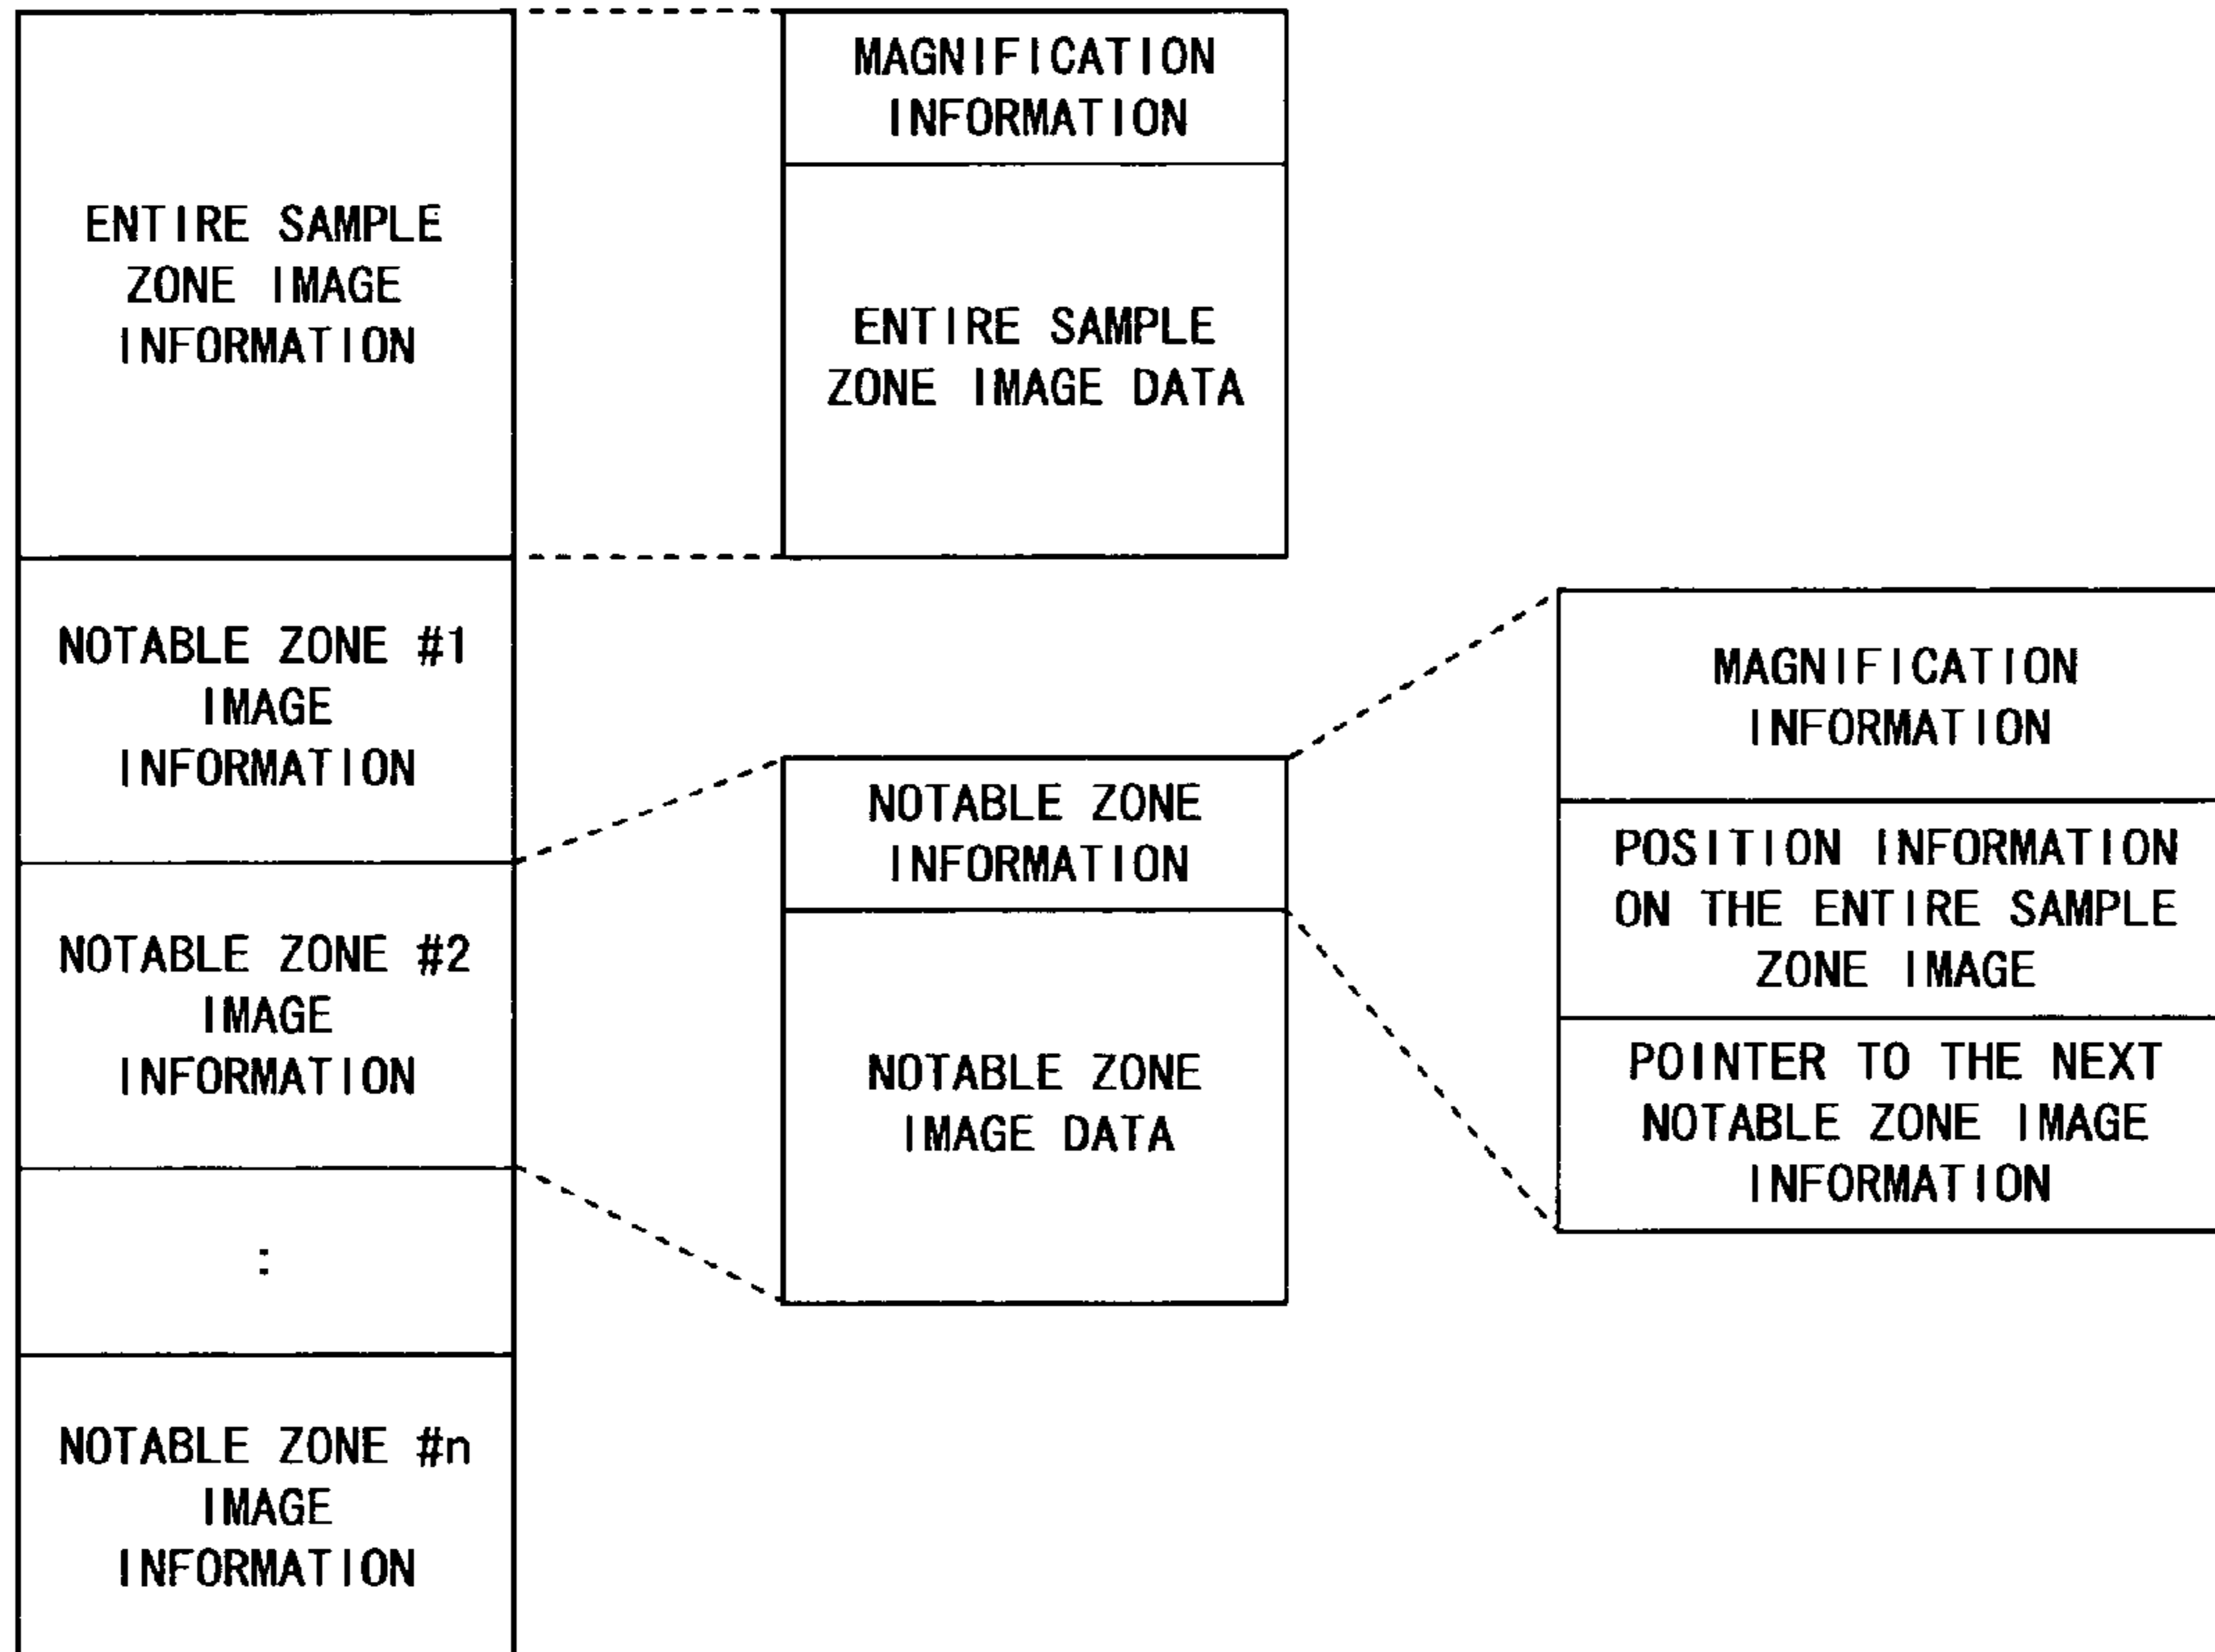 ENTIRE SAMPLE
ZONE IMAGE
INFORMATION
NOTABLE ZONE #1
IMAGE
INFORMATION
NOTABLE ZONE #2
IMAGE
INFORMATION
:
NOTABLE ZONE #n
IMAGE
INFORMATION
MAGNIFICATION
INFORMATION
ENTIRE SAMPLE
ZONE IMAGE DATA
NOTABLE ZONE
INFORMATION
NOTABLE ZONE
IMAGE DATA
MAGNIFICATION
INFORMATION
POSITION INFORMATION
ON THE ENTIRE SAMPLE
ZONE IMAGE
POINTER TO THE NEXT
NOTABLE ZONE IMAGE
INFORMATION